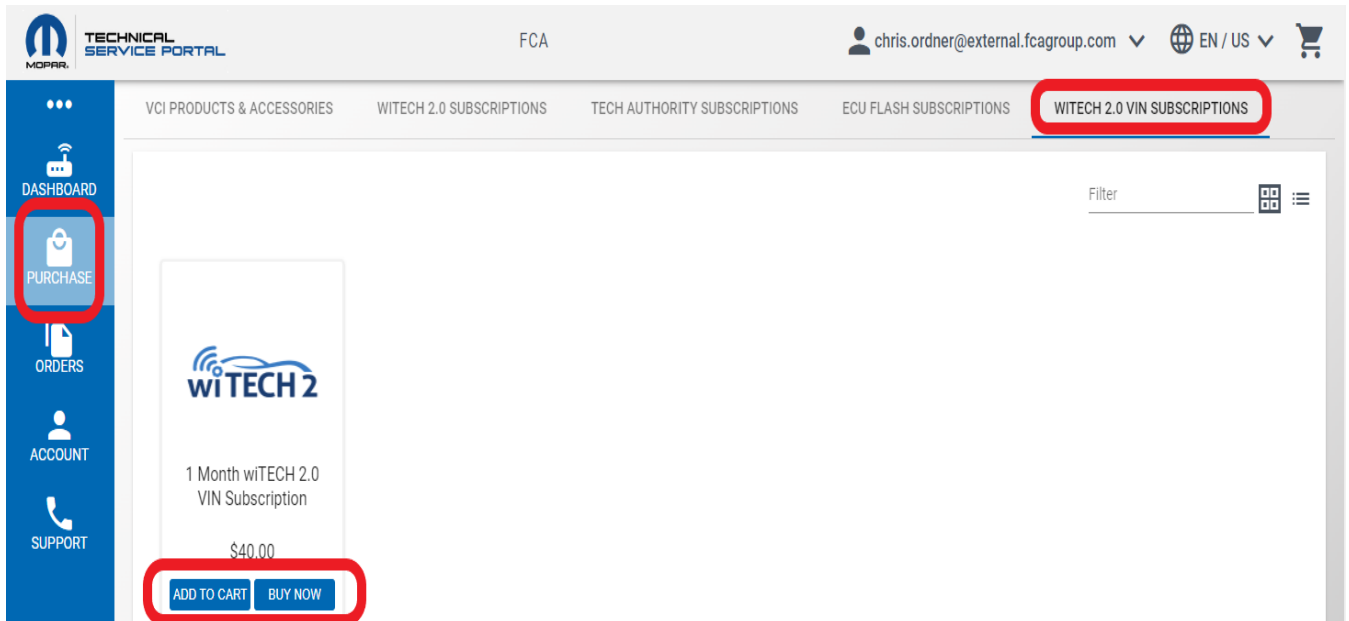 MOPAR.
TECHNICAL
SERVICE PORTAL
FCA
chris.ordner@external.fcagroup.com
EN / US
VCI PRODUCTS & ACCESSORIES
WITECH 2.0 SUBSCRIPTIONS
TECH AUTHORITY SUBSCRIPTIONS
ECU FLASH SUBSCRIPTIONS
WITECH 2.0 VIN SUBSCRIPTIONS
DASHBOARD
PURCHASE
ORDERS
ACCOUNT
SUPPORT
Filter
wiTECH 2
1 Month wiTECH 2.0
VIN Subscription
$40.00
ADD TO CART
BUY NOW